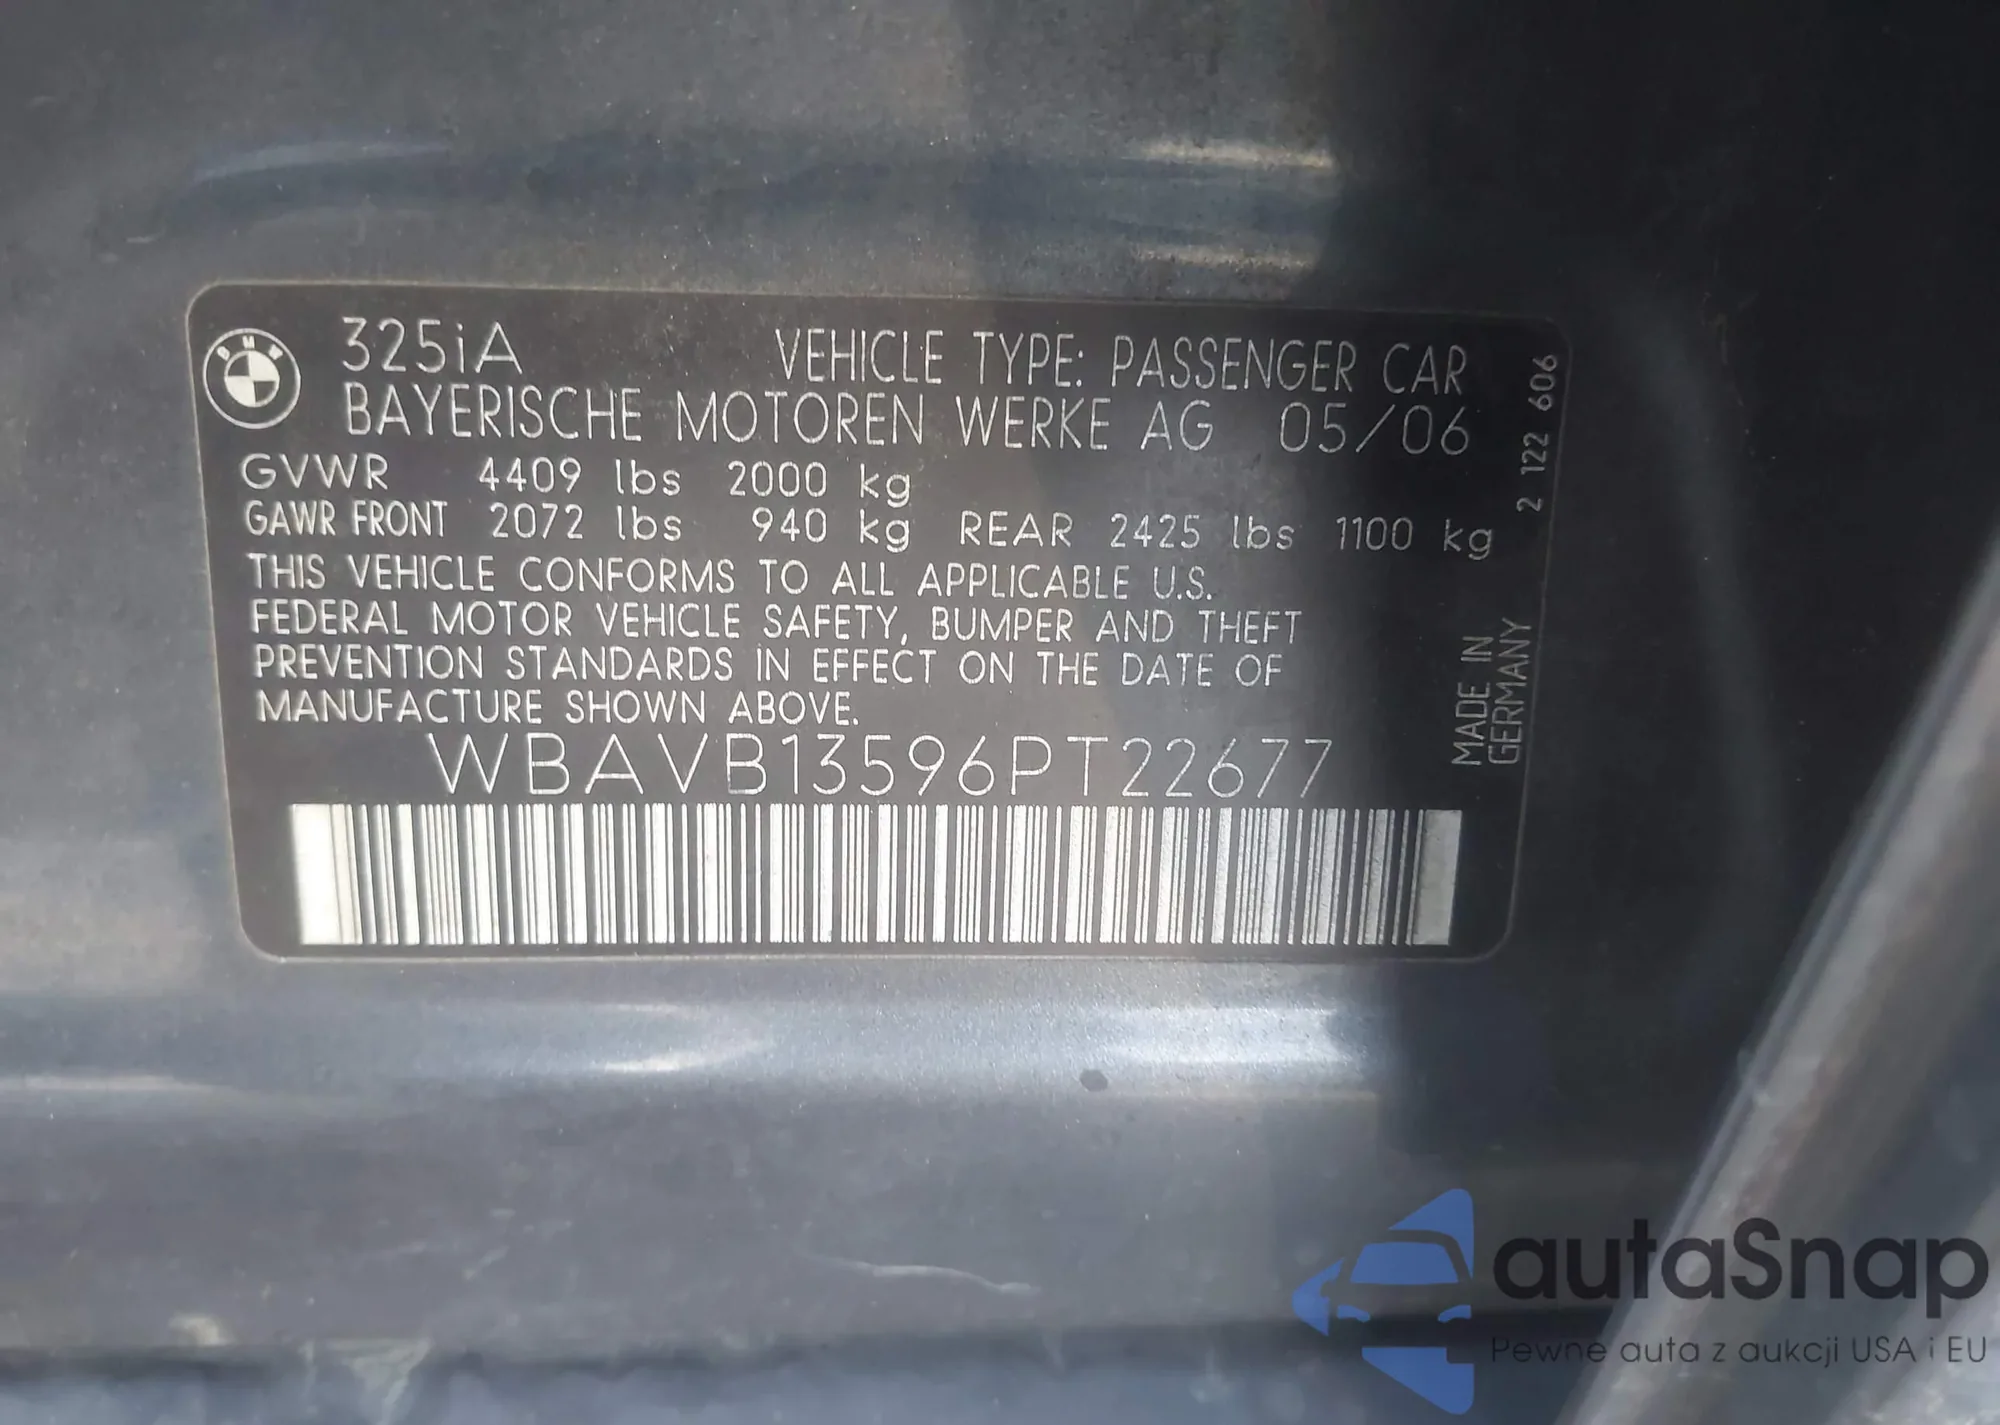 BMW
325iA VEHICLE TYPE: PASSENGER CAR
BAYERISCHE MOTOREN WERKE AG 05/06
GVWR 4409 lbs 2000 kg
GAWR FRONT 2072 lbs 940 kg REAR 2425 lbs 1100 kg
THIS VEHICLE CONFORMS TO ALL APPLICABLE U.S.
FEDERAL MOTOR VEHICLE SAFETY, BUMPER AND THEFT
PREVENTION STANDARDS IN EFFECT ON THE DATE OF
MANUFACTURE SHOWN ABOVE.
WBAVB13596PT22677
2 122 606
MADE IN
GERMANY
autaSnap
Pewne auta z aukcji USA i EU